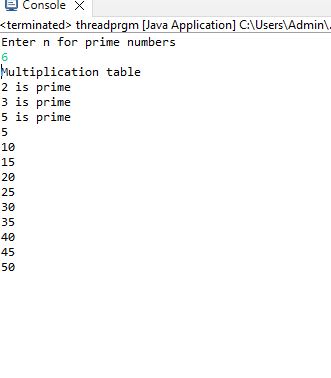 Console
<terminated> threadprgm [Java Application] C:\Users\Admin\.
Enter n for prime numbers
6
Multiplication table
2 is prime
3 is prime
5 is prime
5
10
15
20
25
30
35
40
45
50